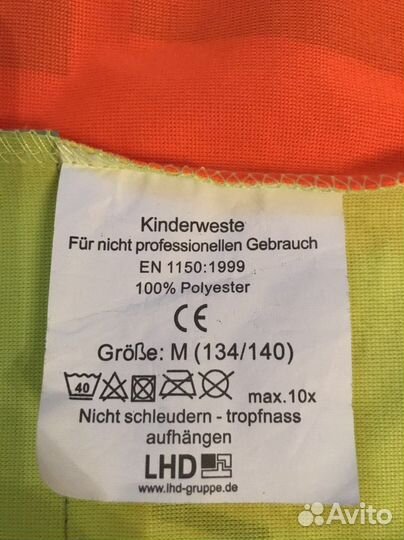 Kinderweste
Für nicht professionellen Gebrauch
EN 1150:1999
100% Polyester
CE
Größe: M (134/140)
40 max.10x
Nicht schleudern - tropfnass
aufhängen
LHD
www.lhd-gruppe.de
Avito